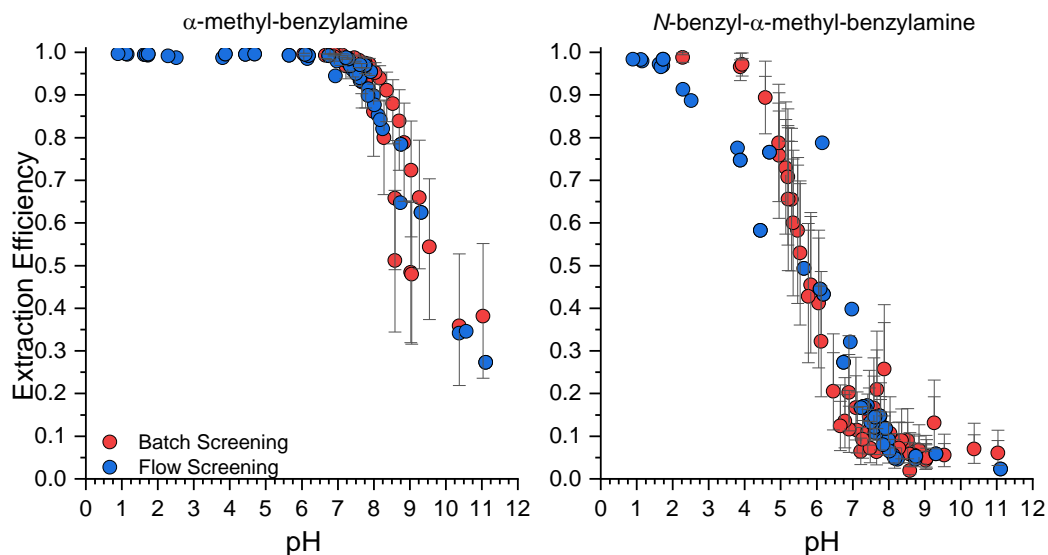 α-methyl-benzylamine
N-benzyl-α-methyl-benzylamine
Extraction Efficiency
1.0
0.9
0.8
0.7
0.6
0.5
0.4
0.3
0.2
0.1
0.0
Batch Screening
Flow Screening
0 1 2 3 4 5 6 7 8 9 10 11 12
pH
1.0
0.9
0.8
0.7
0.6
0.5
0.4
0.3
0.2
0.1
0.0
0 1 2 3 4 5 6 7 8 9 10 11 12
pH